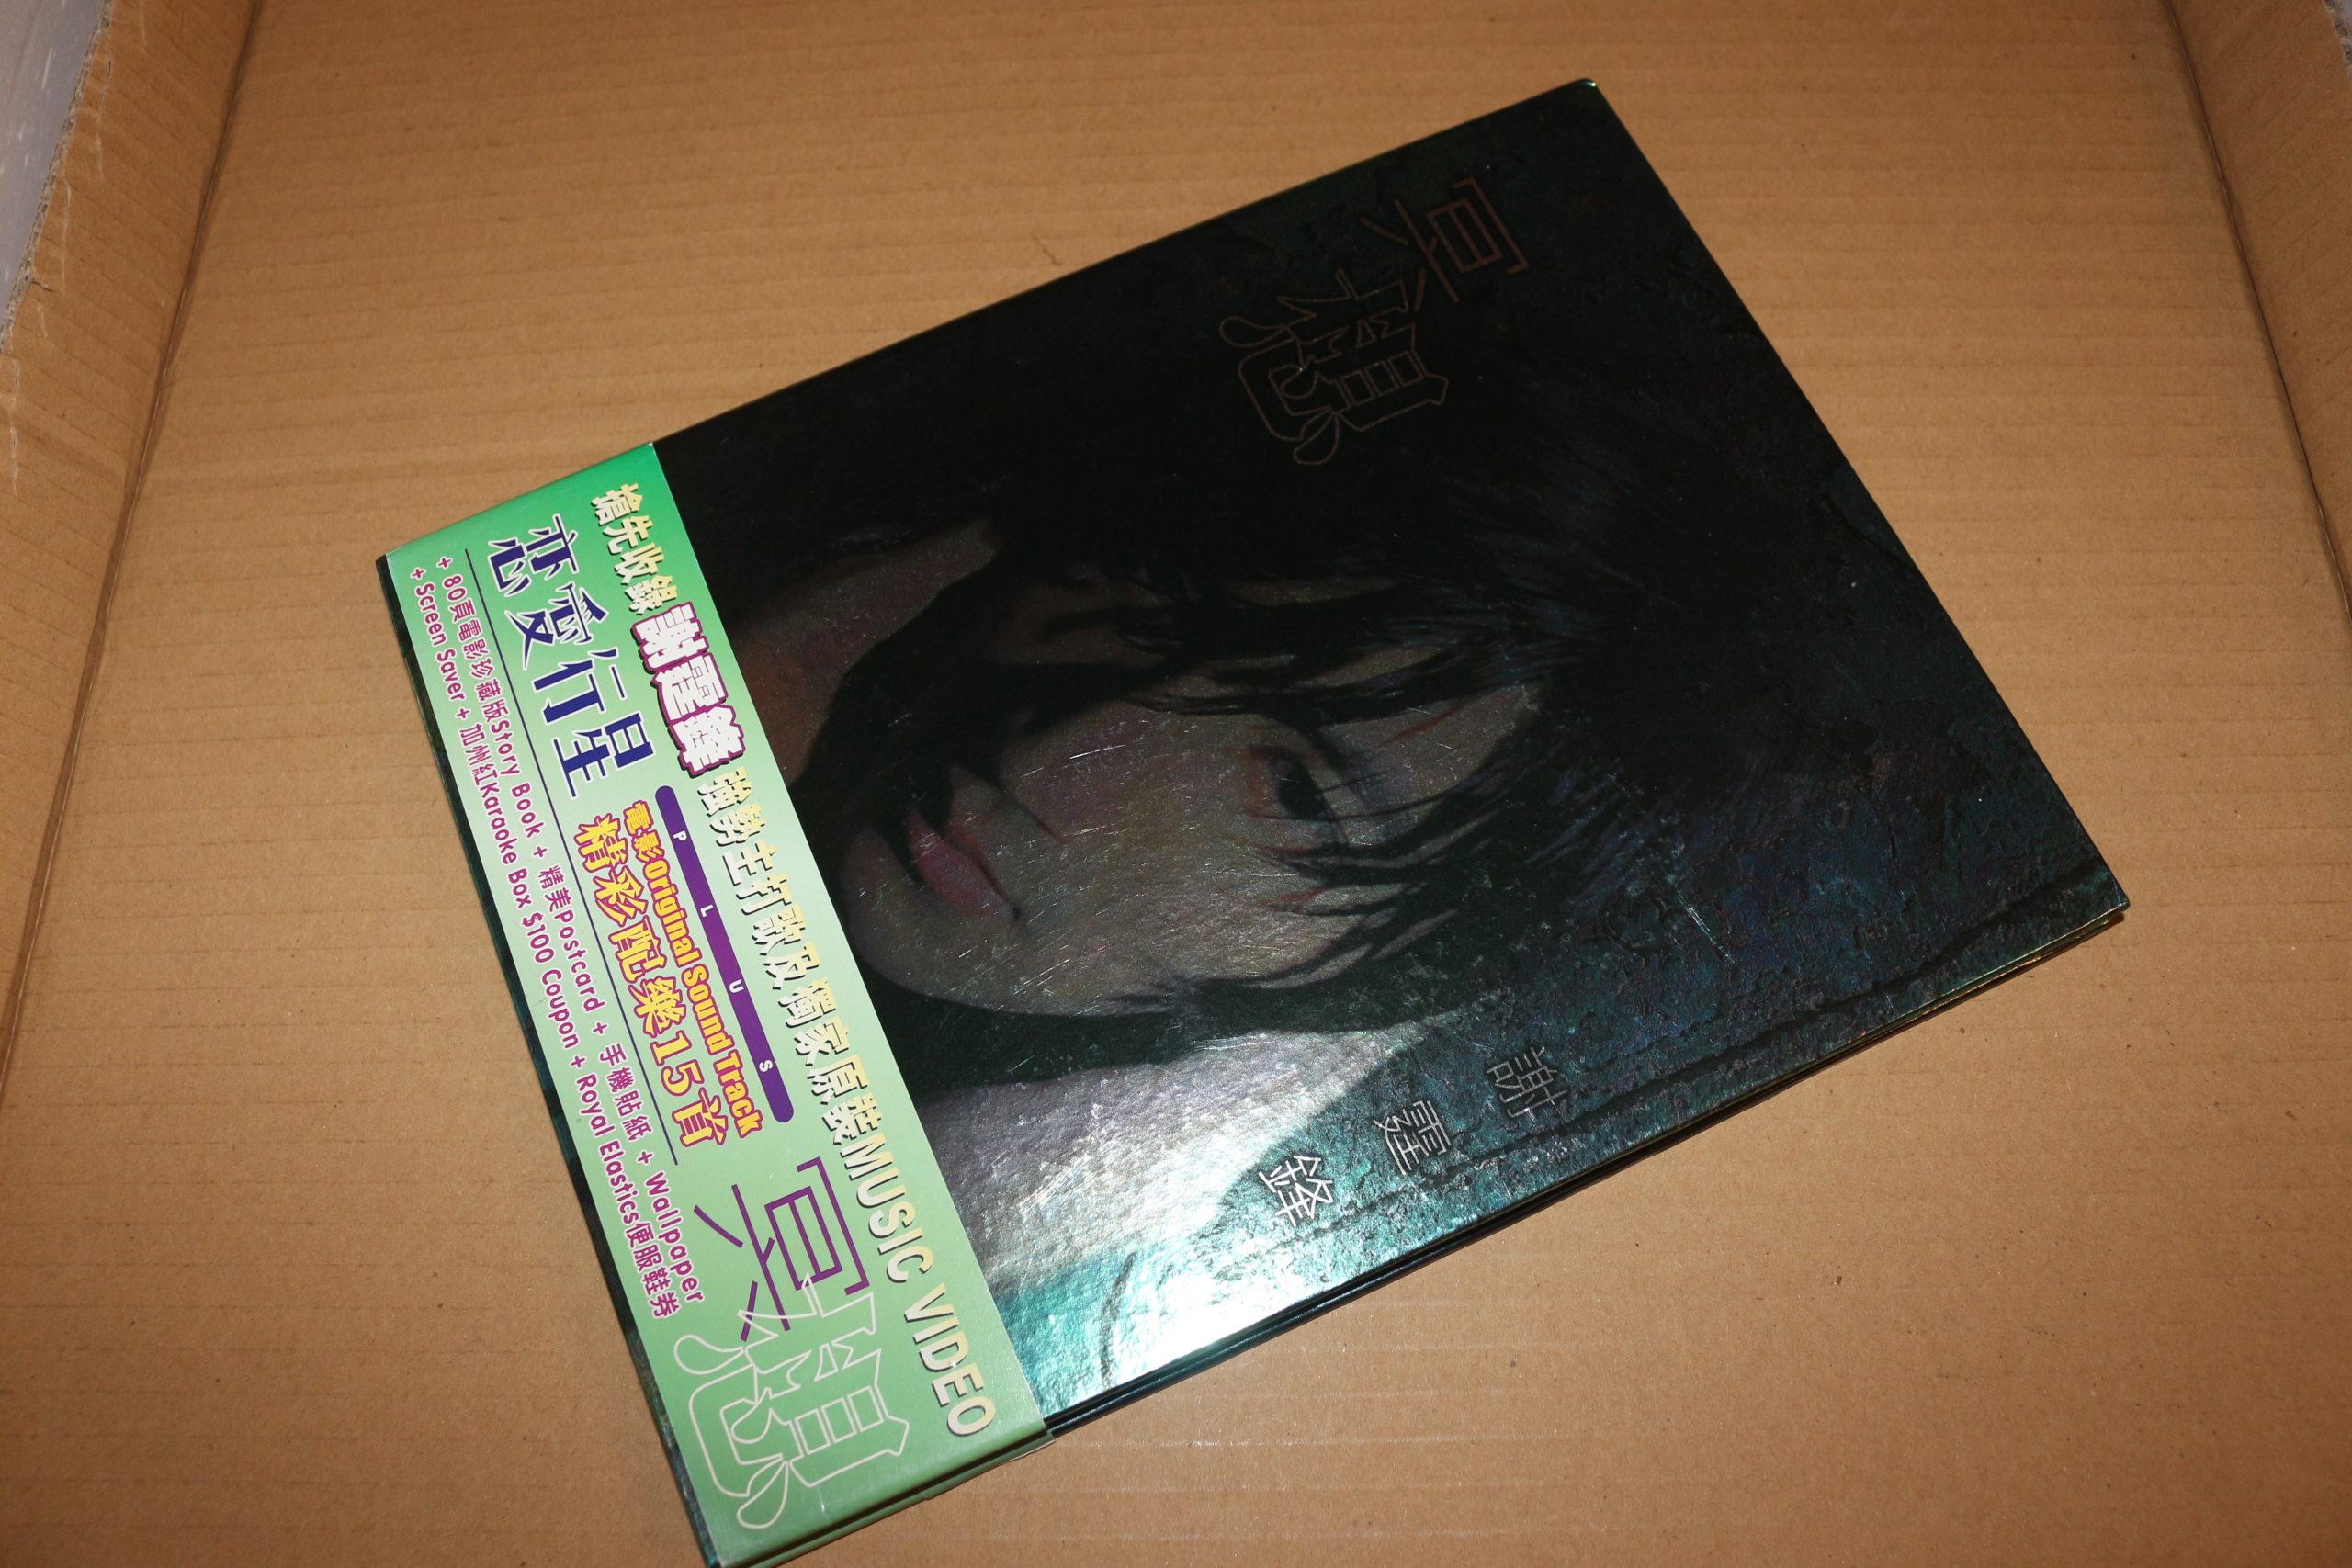 冥想
謝霆鋒
搶先收錄謝霆鋒強勢主打歌及獨家原裝MUSIC VIDEO
恋愛行星
PLUS
電影Original Sound Track
精彩配樂15首
冥想
+ 80頁電影珍藏版Story Book + 精美Postcard + 手機貼紙 + Wallpaper
+ Screen Saver + 加州紅Karaoke Box $100 Coupon + Royal Elastics便服鞋券